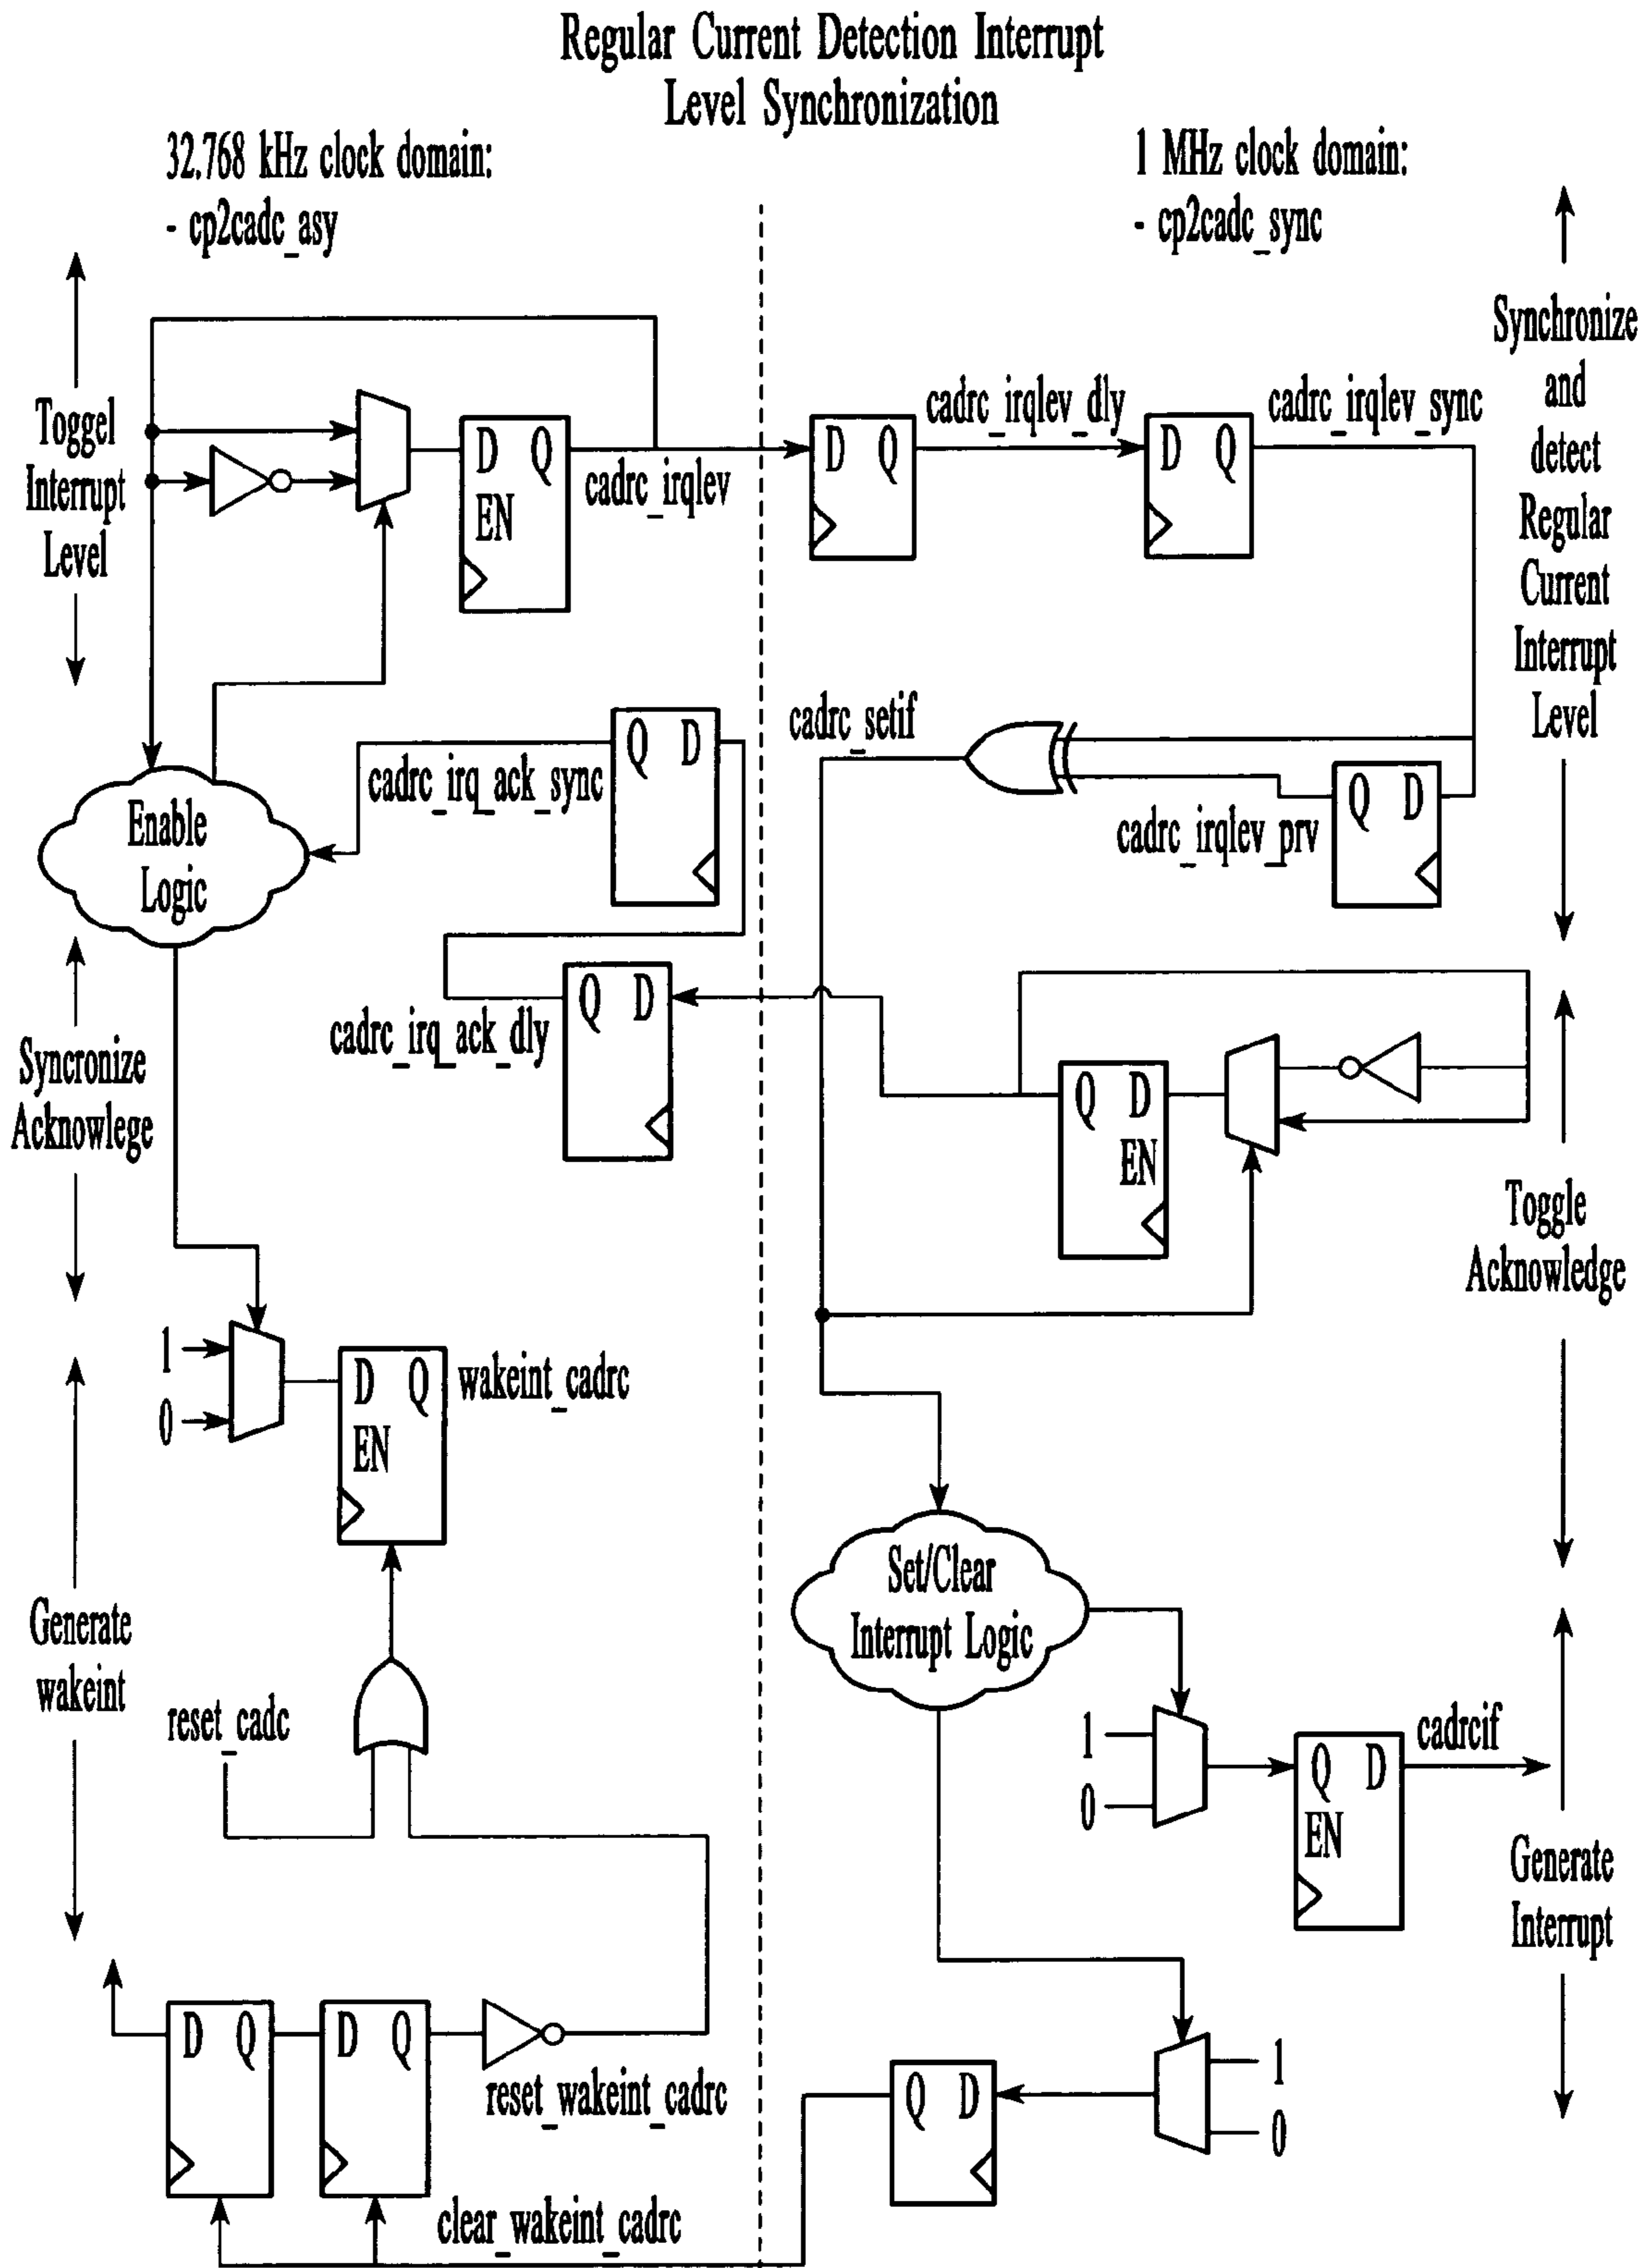 Regular Current Detection Interrupt
Level Synchronization
32.768 kHz clock domain:
- cp2cadc_asy
1 MHz clock domain:
- cp2cadc_sync
Toggel
Interrupt
Level
D Q
EN
cadrc_irqlev
D Q
cadrc_irqlev_dly
D Q
cadrc_irqlev_sync
Synchronize
and
detect
Regular
Current
Interrupt
Level
Enable
Logic
cadrc_irq_ack_sync
Q D
cadrc_setif
cadrc_irqlev_prv
Q D
Syncronize
Acknowlege
cadrc_irq_ack_dly
Q D
Q D
EN
Toggle
Acknowledge
1
0
D Q
EN
wakeint_cadrc
Generate
wakeint
reset_cadc
Set/Clear
Interrupt Logic
1
0
Q D
EN
cadrcif
Generate
Interrupt
D Q
D Q
reset_wakeint_cadrc
clear_wakeint_cadrc
Q D
1
0